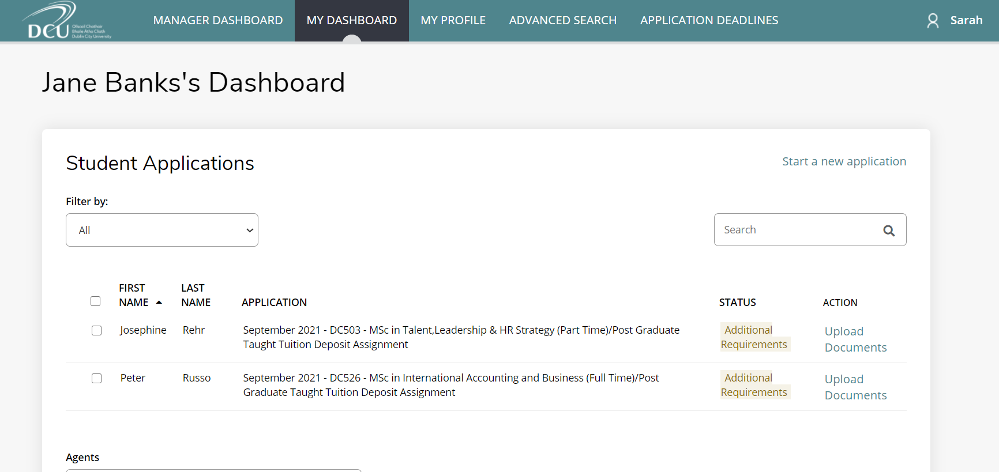 DCU
Ollscoil Chathair
Bhaile Átha Cliath
Dublin City University
MANAGER DASHBOARD
MY DASHBOARD
MY PROFILE
ADVANCED SEARCH
APPLICATION DEADLINES
Sarah
Jane Banks's Dashboard
Student Applications
Start a new application
Filter by:
All
Search
FIRST
NAME
LAST
NAME
APPLICATION
STATUS
ACTION
Josephine
Rehr
September 2021 - DC503 - MSc in Talent,Leadership & HR Strategy (Part Time)/Post Graduate
Taught Tuition Deposit Assignment
Additional
Requirements
Upload
Documents
Peter
Russo
September 2021 - DC526 - MSc in International Accounting and Business (Full Time)/Post
Graduate Taught Tuition Deposit Assignment
Additional
Requirements
Upload
Documents
Agents